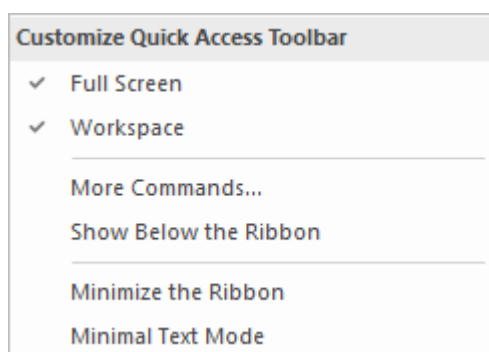 Customize Quick Access Toolbar
Full Screen
Workspace
More Commands...
Show Below the Ribbon
Minimize the Ribbon
Minimal Text Mode